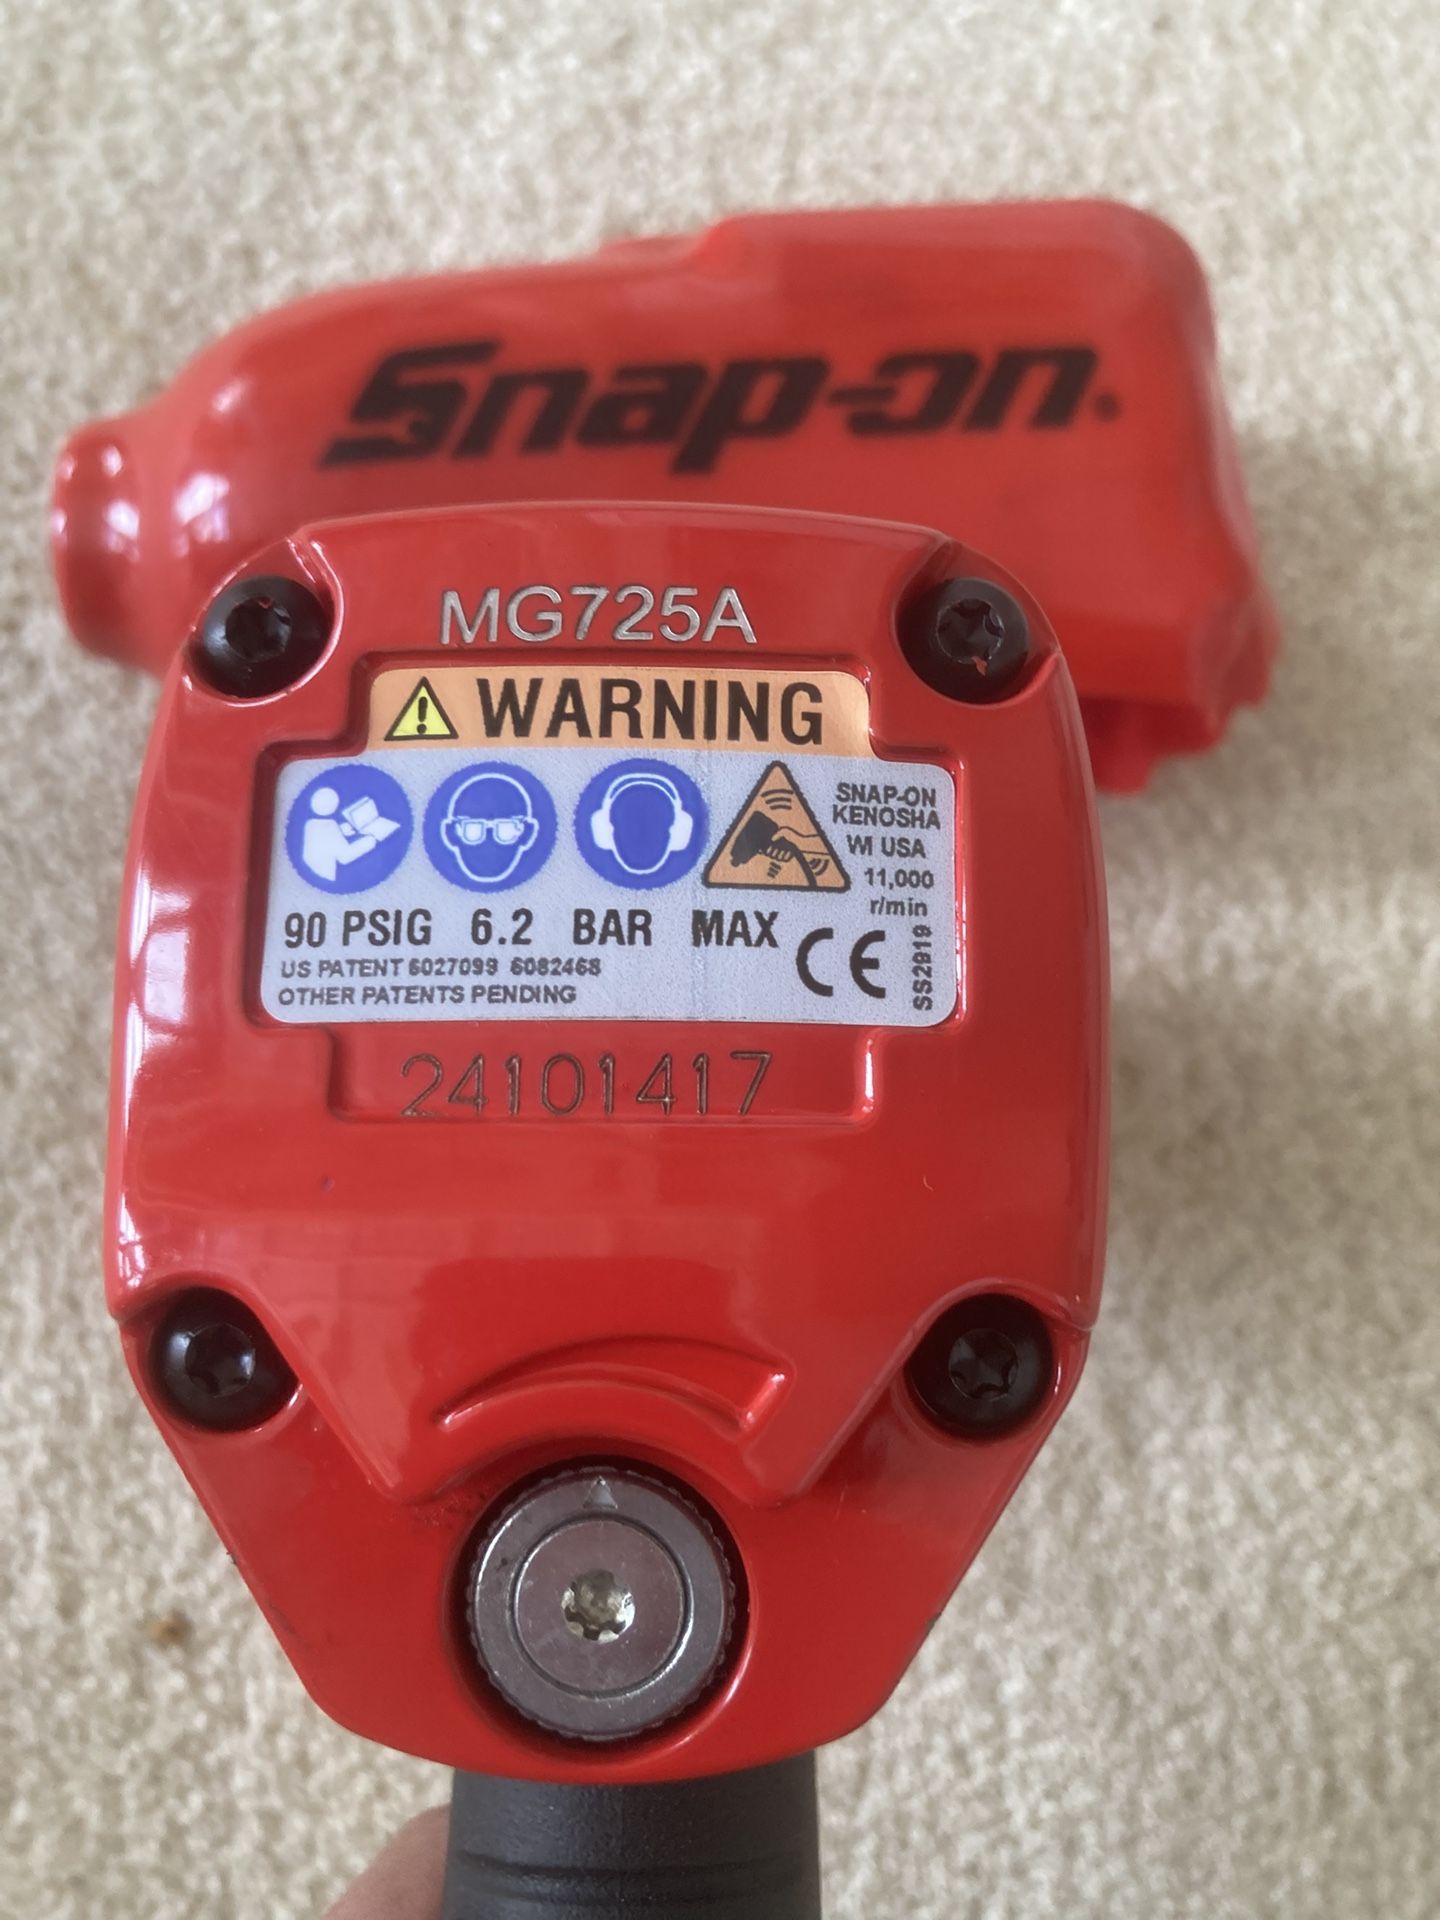 Snap-on
MG725A
WARNING
SNAP-ON
KENOSHA
WI USA
11,000
r/min
90 PSIG 6.2 BAR MAX
CE
SS2919
US PATENT 6027099 6082468
OTHER PATENTS PENDING
24101417